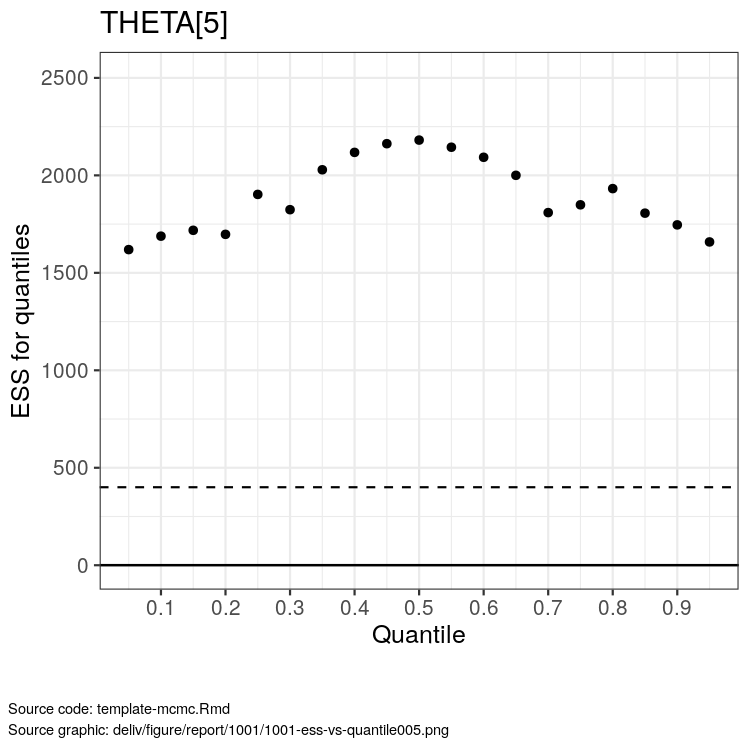 THETA[5]
2500
2000
1500
1000
500
0
ESS for quantiles
0.1 0.2 0.3 0.4 0.5 0.6 0.7 0.8 0.9
Quantile
Source code: template-mcmc.Rmd
Source graphic: deliv/figure/report/1001/1001-ess-vs-quantile005.png